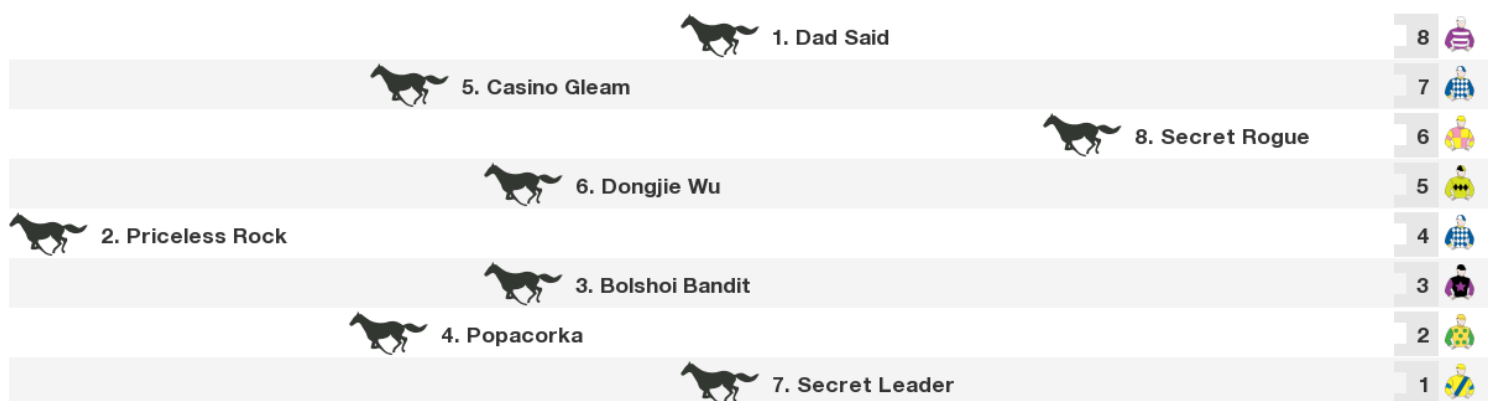 1. Dad Said 8
5. Casino Gleam 7
8. Secret Rogue 6
6. Dongjie Wu 5
2. Priceless Rock 4
3. Bolshoi Bandit 3
4. Popacorka 2
7. Secret Leader 1